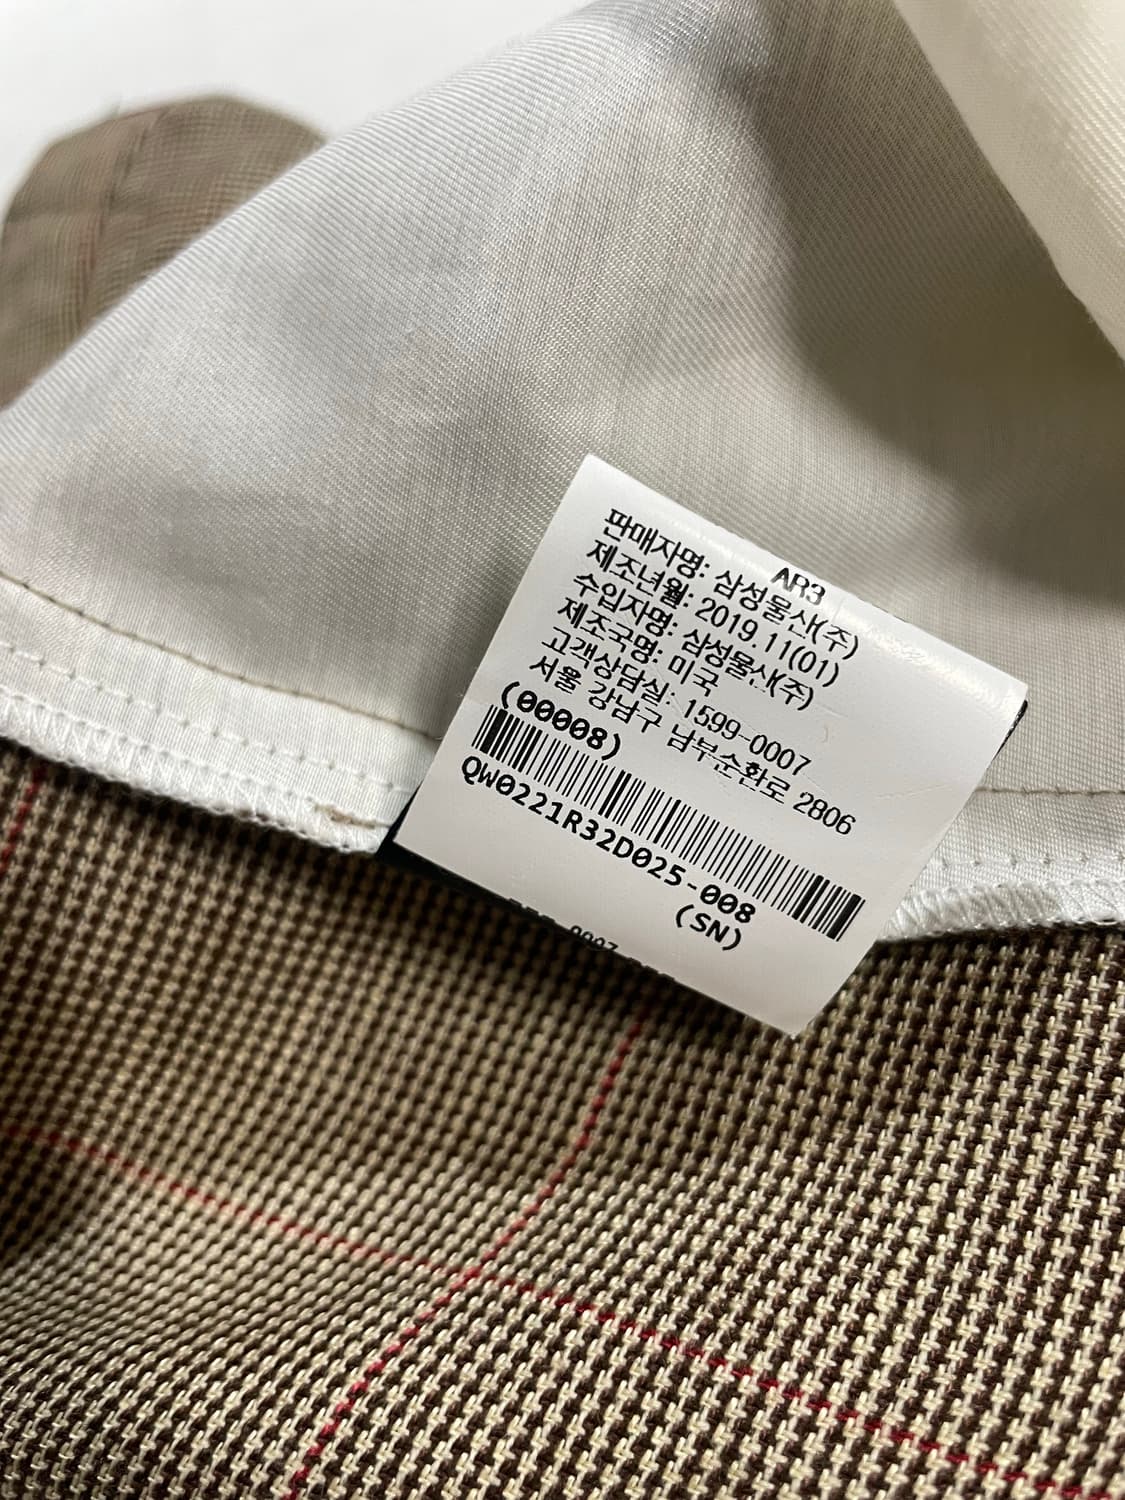 AR3
판매자명: 삼성물산(주)
제조년월: 2019.11(01)
수입자명: 삼성물산(주)
제조국명: 미국
고객상담실: 1599-0007
서울 강남구 남부순환로 2806
(00008)
QW0221R32D025-008
(SN)